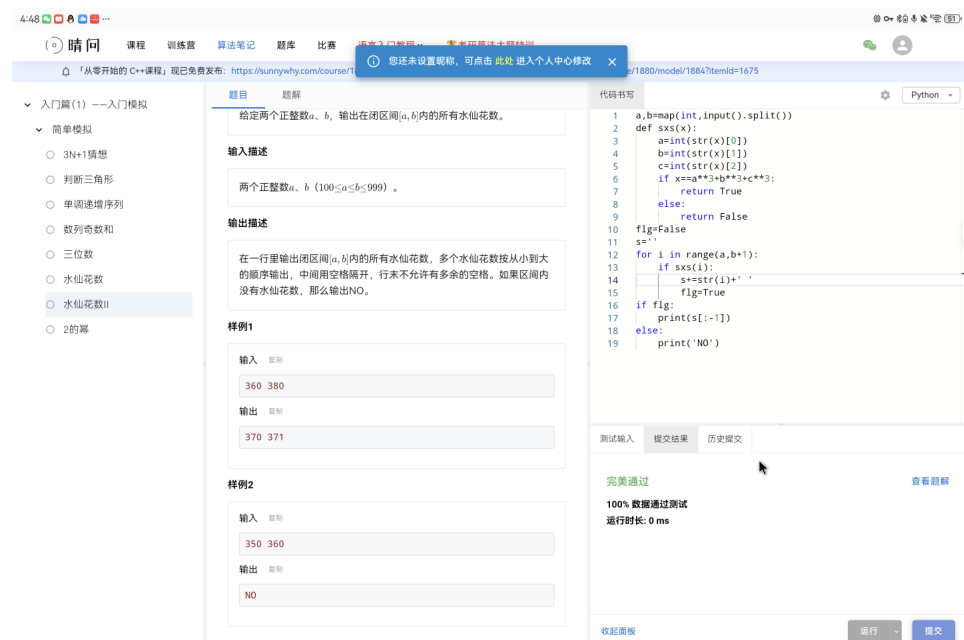 4:48
晴问 课程 训练营 算法笔记 题库 比赛
您还未设置昵称，可点击 此处 进入个人中心修改
「从零开始的 C++课程」现已免费发布: https://sunnywhy.com/course/1 e/1880/model/1884?itemId=1675
入门篇(1) ——入门模拟
简单模拟
3N+1猜想
判断三角形
单调递增序列
数列奇数和
三位数
水仙花数
水仙花数II
2的幂
题目 题解
给定两个正整数a、b，输出在闭区间[a,b]内的所有水仙花数。
输入描述
两个正整数a、b（100≤a≤b≤999）。
输出描述
在一行里输出闭区间[a,b]内的所有水仙花数，多个水仙花数按从小到大
的顺序输出，中间用空格隔开，行末不允许有多余的空格。如果区间内
没有水仙花数，那么输出NO。
样例1
输入 复制
360 380
输出 复制
370 371
样例2
输入 复制
350 360
输出 复制
NO
代码书写 Python
1 a,b=map(int,input().split())
2 def sxs(x):
3 a=int(str(x)[0])
4 b=int(str(x)[1])
5 c=int(str(x)[2])
6 if x==a**3+b**3+c**3:
7 return True
8 else:
9 return False
10 flg=False
11 s=''
12 for i in range(a,b+1):
13 if sxs(i):
14 s+=str(i)+' '
15 flg=True
16 if flg:
17 print(s[:-1])
18 else:
19 print('NO')
测试输入 提交结果 历史提交
完美通过 查看题解
100% 数据通过测试
运行时长: 0 ms
收起面板 运行 提交